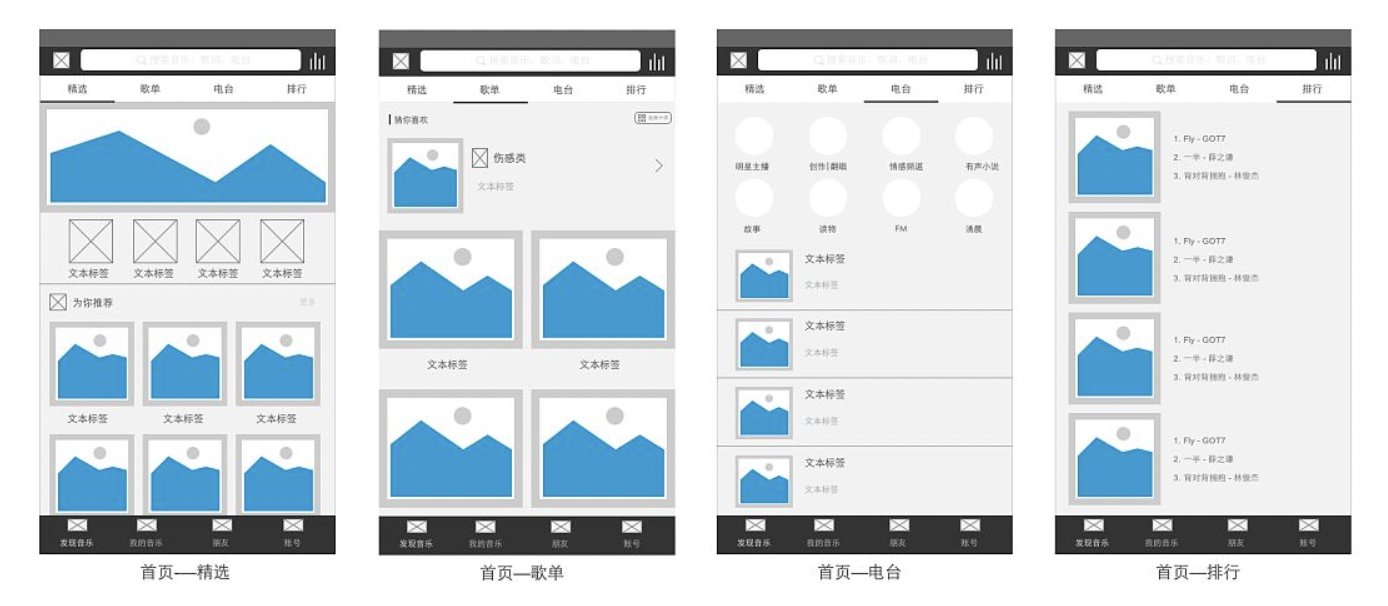 搜索音乐、歌词、电台
精选 歌单 电台 排行
文本标签 文本标签 文本标签 文本标签
为你推荐 更多
文本标签 文本标签 文本标签
发现音乐 我的音乐 朋友 账号
首页—精选
搜索音乐、歌词、电台
精选 歌单 电台 排行
猜你喜欢 选择分类
伤感类
文本标签
文本标签 文本标签
发现音乐 我的音乐 朋友 账号
首页—歌单
搜索音乐、歌词、电台
精选 歌单 电台 排行
明星主播 创作|翻唱 情感频道 有声小说
故事 读物 FM 清晨
文本标签
文本标签
文本标签
文本标签
文本标签
文本标签
文本标签
文本标签
发现音乐 我的音乐 朋友 账号
首页—电台
搜索音乐、歌词、电台
精选 歌单 电台 排行
1. Fly - GOT7
2. 一半 - 薛之谦
3. 背对背拥抱 - 林俊杰
1. Fly - GOT7
2. 一半 - 薛之谦
3. 背对背拥抱 - 林俊杰
1. Fly - GOT7
2. 一半 - 薛之谦
3. 背对背拥抱 - 林俊杰
1. Fly - GOT7
2. 一半 - 薛之谦
3. 背对背拥抱 - 林俊杰
发现音乐 我的音乐 朋友 账号
首页—排行